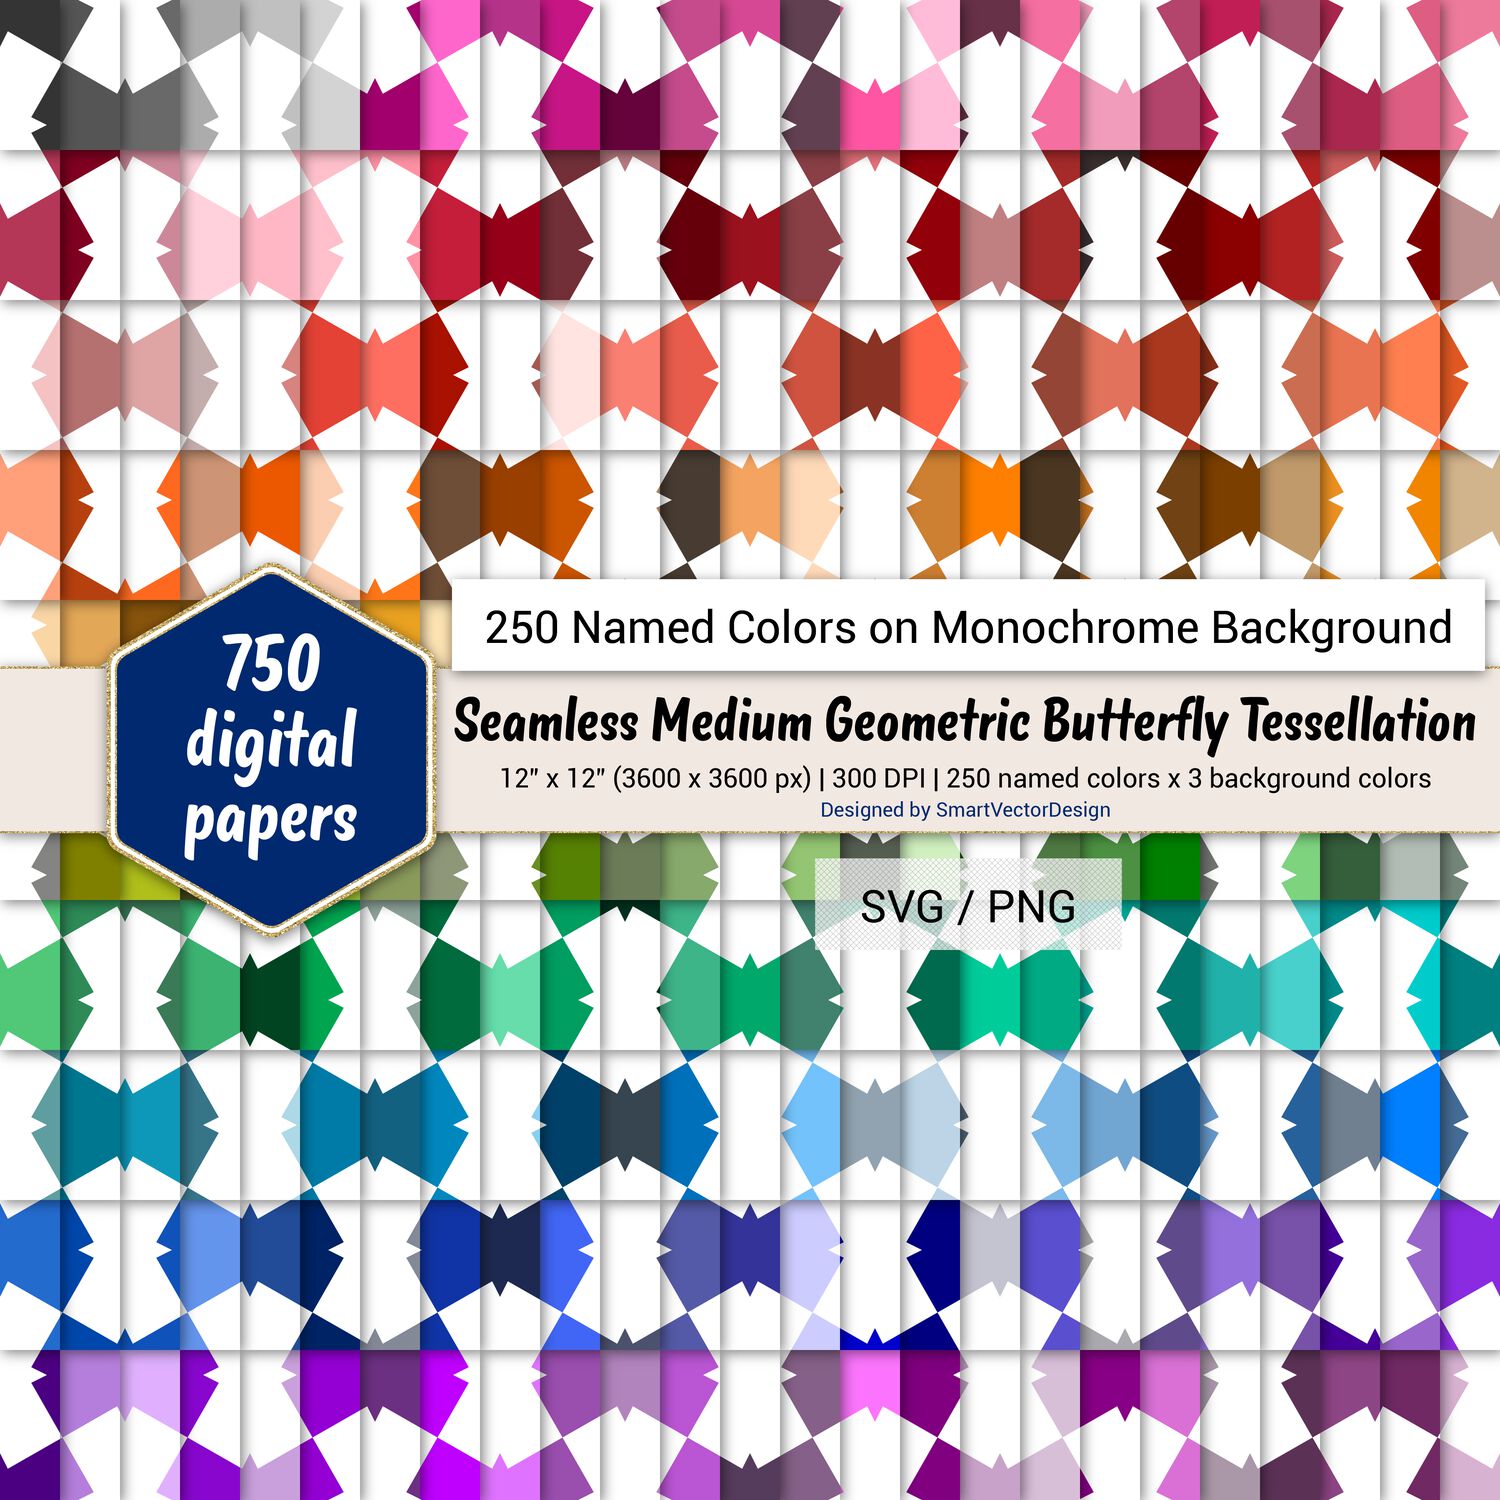 250 Named Colors on Monochrome Background
750
digital
papers
Seamless Medium Geometric Butterfly Tessellation
12" x 12" (3600 x 3600 px) | 300 DPI | 250 named colors x 3 background colors
Designed by SmartVectorDesign
SVG / PNG